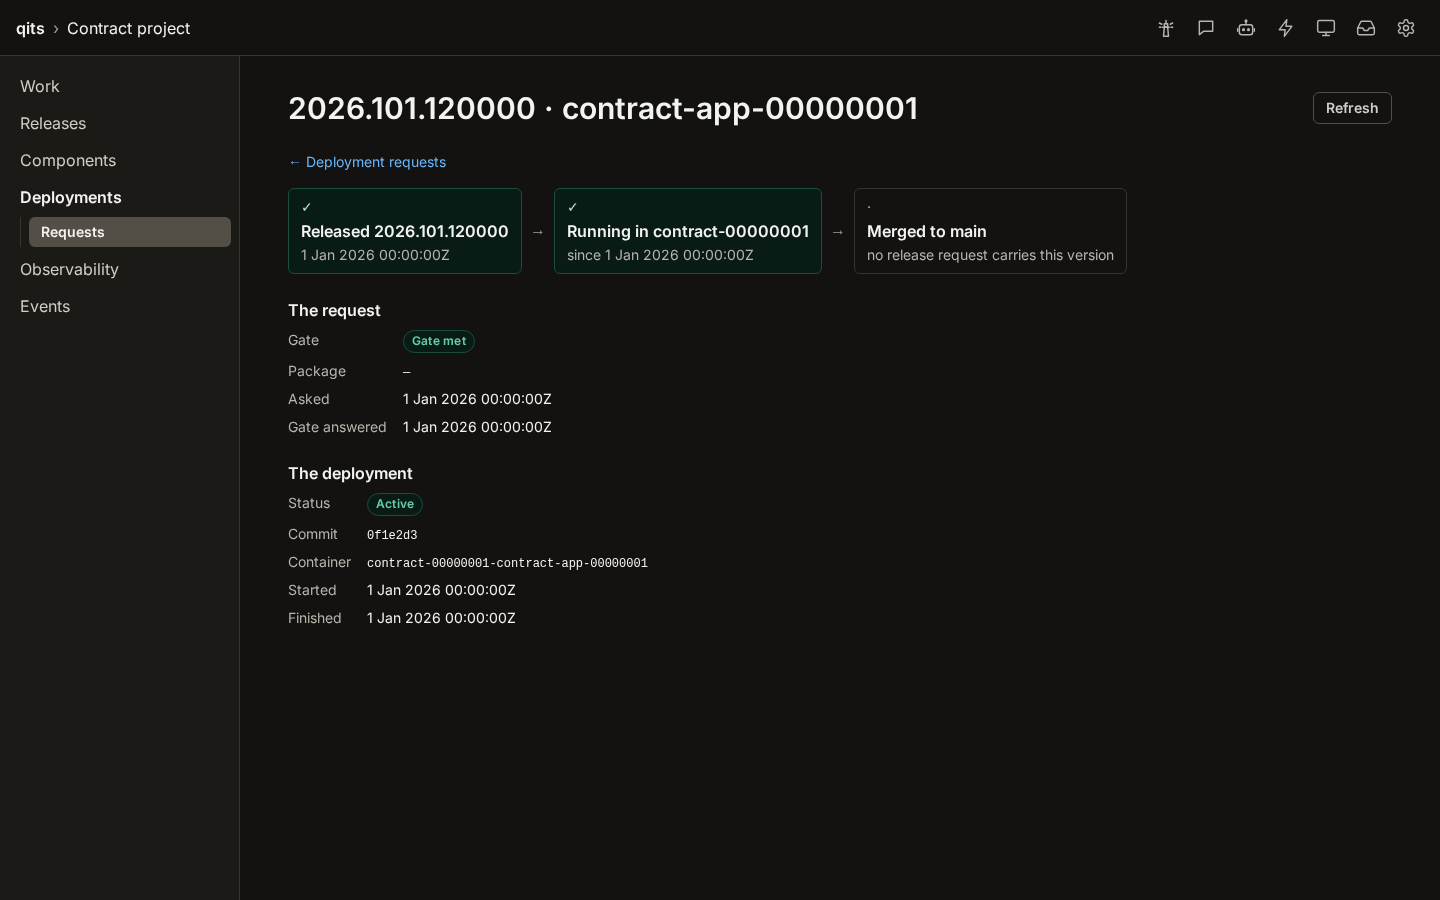 qits › Contract project
Work
Releases
Components
Deployments
Requests
Observability
Events
2026.101.120000 · contract-app-00000001
Refresh
← Deployment requests
✓
Released 2026.101.120000
1 Jan 2026 00:00:00Z
→
✓
Running in contract-00000001
since 1 Jan 2026 00:00:00Z
→
·
Merged to main
no release request carries this version
The request
Gate Gate met
Package –
Asked 1 Jan 2026 00:00:00Z
Gate answered 1 Jan 2026 00:00:00Z
The deployment
Status Active
Commit 0f1e2d3
Container contract-00000001-contract-app-00000001
Started 1 Jan 2026 00:00:00Z
Finished 1 Jan 2026 00:00:00Z